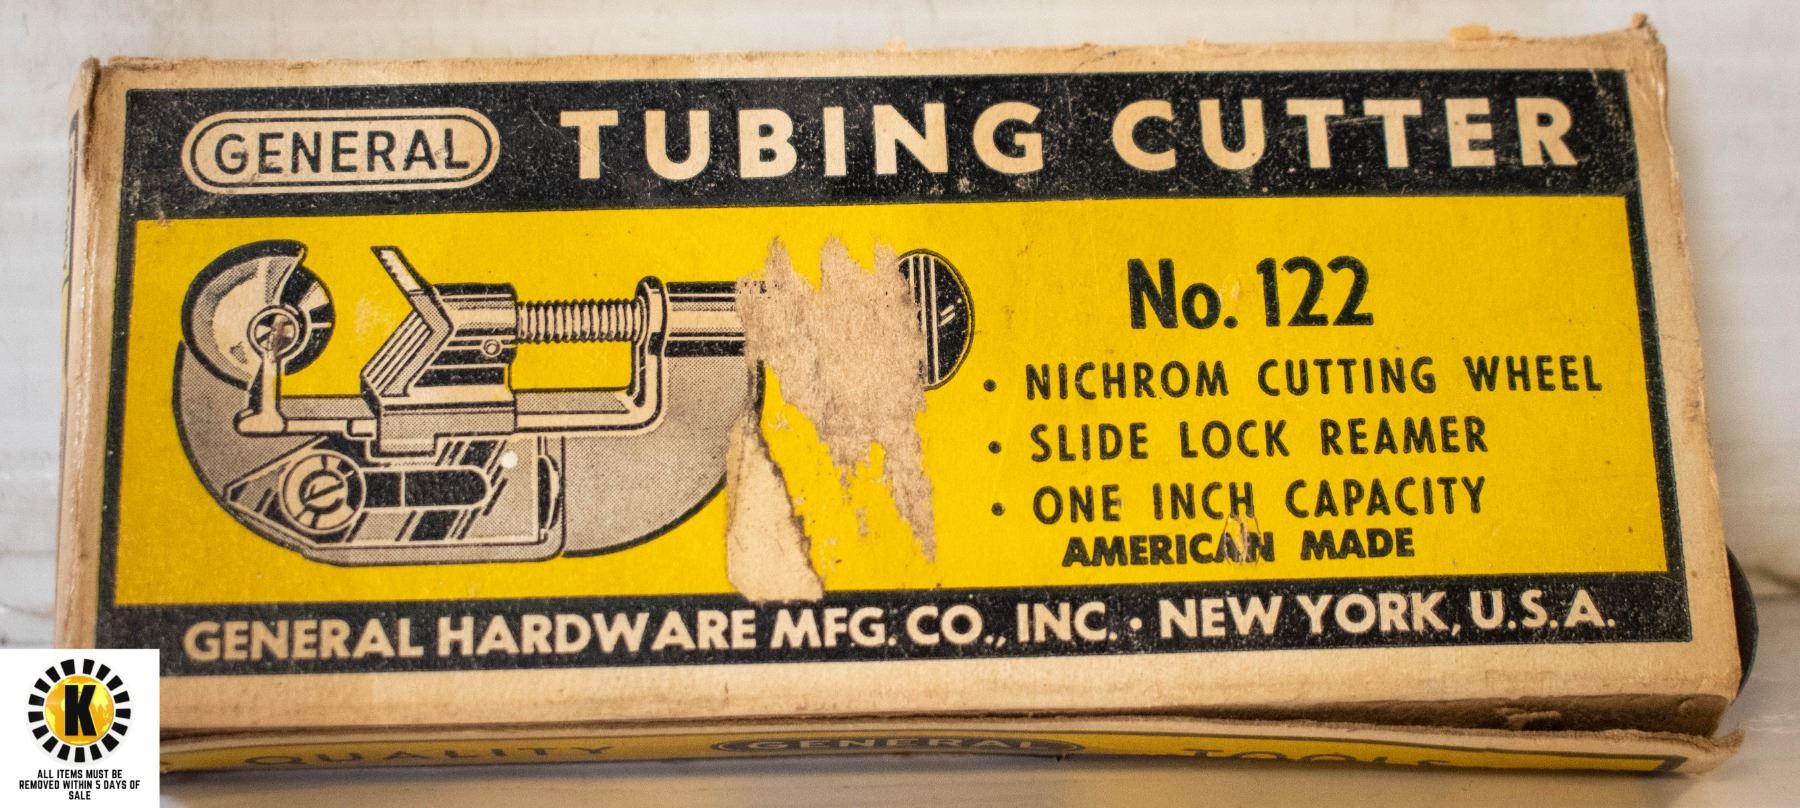 GENERAL TUBING CUTTER
No. 122
• NICHROM CUTTING WHEEL
• SLIDE LOCK REAMER
• ONE INCH CAPACITY
AMERICAN MADE
GENERAL HARDWARE MFG. CO., INC. • NEW YORK, U.S.A.
QUALITY GENERAL TOOLS
K
ALL ITEMS MUST BE
REMOVED WITHIN 5 DAYS OF
SALE